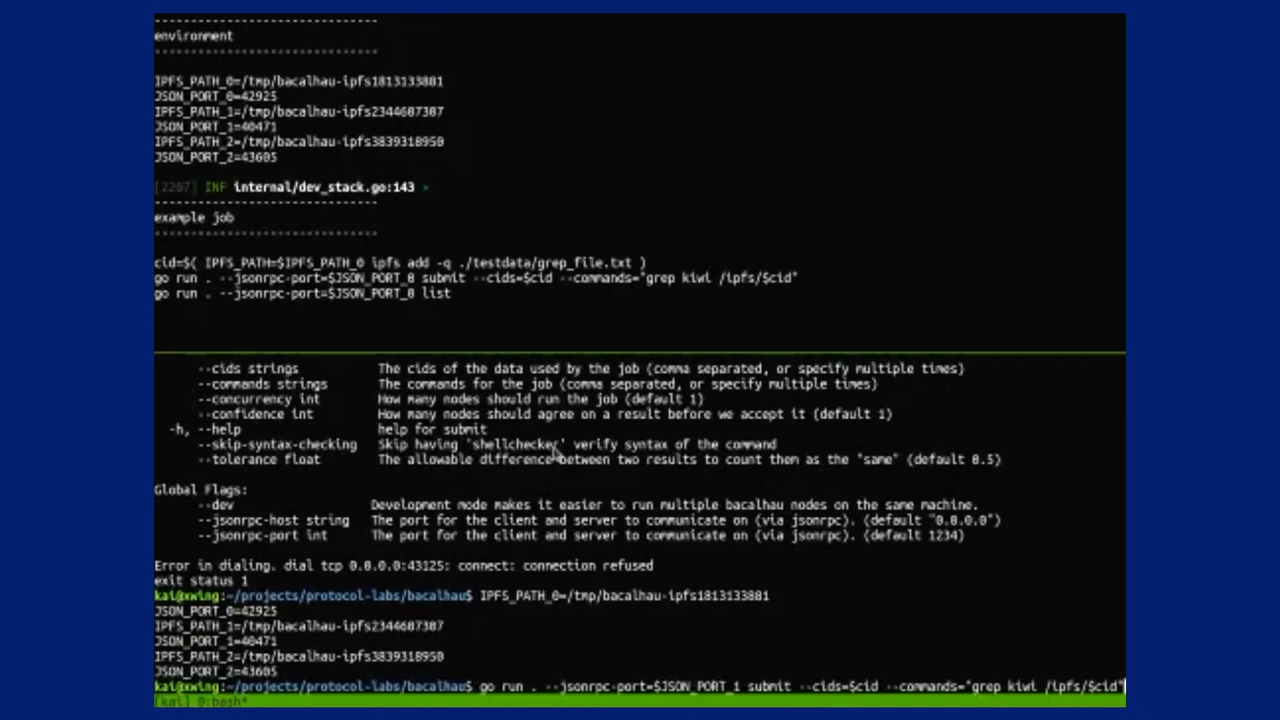 --------------------------------
environment
--------------------------------
IPFS_PATH_0=/tmp/bacalhau-ipfs1813133881
JSON_PORT_0=42925
IPFS_PATH_1=/tmp/bacalhau-ipfs2344607307
JSON_PORT_1=40471
IPFS_PATH_2=/tmp/bacalhau-ipfs3839318950
JSON_PORT_2=43605
[2207] INF internal/dev_stack.go:143 >
--------------------------------
example job
--------------------------------
cid=$( IPFS_PATH=$IPFS_PATH_0 ipfs add -q ./testdata/grep_file.txt )
go run . --jsonrpc-port=$JSON_PORT_0 submit --cids=$cid --commands="grep kiwi /ipfs/$cid"
go run . --jsonrpc-port=$JSON_PORT_0 list
--cids strings The cids of the data used by the job (comma separated, or specify multiple times)
--commands strings The commands for the job (comma separated, or specify multiple times)
--concurrency int How many nodes should run the job (default 1)
--confidence int How many nodes should agree on a result before we accept it (default 1)
-h, --help help for submit
--skip-syntax-checking Skip having 'shellchecker' verify syntax of the command
--tolerance float The allowable difference between two results to count them as the "same" (default 0.5)
Global Flags:
--dev Development mode makes it easier to run multiple bacalhau nodes on the same machine.
--jsonrpc-host string The port for the client and server to communicate on (via jsonrpc). (default "0.0.0.0")
--jsonrpc-port int The port for the client and server to communicate on (via jsonrpc). (default 1234)
Error in dialing. dial tcp 0.0.0.0:43125: connect: connection refused
exit status 1
kai@xwing:~/projects/protocol-labs/bacalhau$ IPFS_PATH_0=/tmp/bacalhau-ipfs1813133881
JSON_PORT_0=42925
IPFS_PATH_1=/tmp/bacalhau-ipfs2344607307
JSON_PORT_1=40471
IPFS_PATH_2=/tmp/bacalhau-ipfs3839318950
JSON_PORT_2=43605
kai@xwing:~/projects/protocol-labs/bacalhau$ go run . --jsonrpc-port=$JSON_PORT_1 submit --cids=$cid --commands="grep kiwi /ipfs/$cid"
[kai] 0:bash*